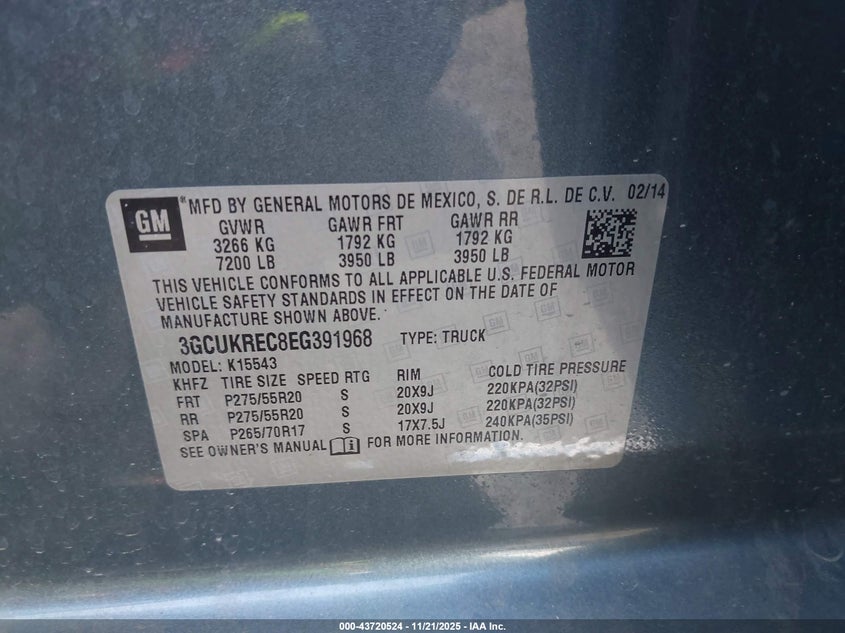 GM
MFD BY GENERAL MOTORS DE MEXICO, S. DE R.L. DE C.V. 02/14
GVWR GAWR FRT GAWR RR
3266 KG 1792 KG 1792 KG
7200 LB 3950 LB 3950 LB
THIS VEHICLE CONFORMS TO ALL APPLICABLE U.S. FEDERAL MOTOR
VEHICLE SAFETY STANDARDS IN EFFECT ON THE DATE OF
MANUFACTURE SHOWN ABOVE.
3GCUKREC8EG391968 TYPE: TRUCK
MODEL: K15543
KHFZ TIRE SIZE SPEED RTG RIM COLD TIRE PRESSURE
FRT P275/55R20 S 20X9J 220KPA(32PSI)
RR P275/55R20 S 20X9J 220KPA(32PSI)
SPA P265/70R17 S 17X7.5J 240KPA(35PSI)
SEE OWNER'S MANUAL FOR MORE INFORMATION.
000-43720524 - 11/21/2025 - IAA Inc.